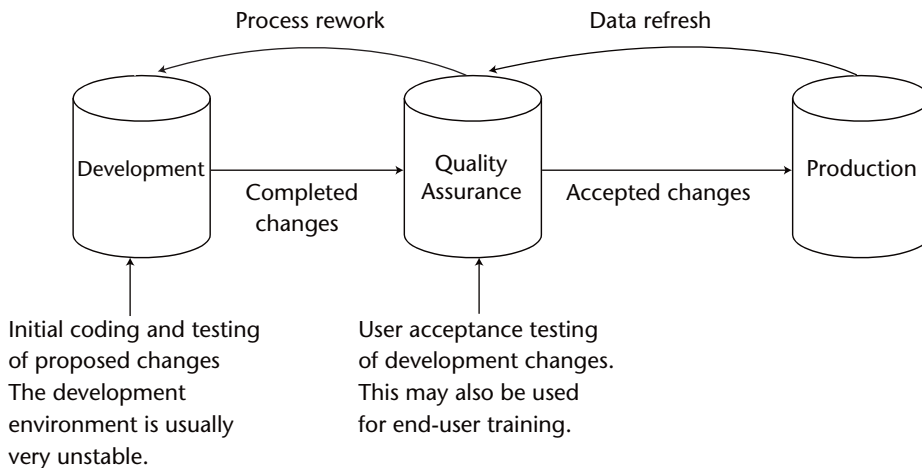 Process rework
Data refresh
Development
Quality
Assurance
Production
Completed
changes
Accepted changes
Initial coding and testing
of proposed changes
The development
environment is usually
very unstable.
User acceptance testing
of development changes.
This may also be used
for end-user training.